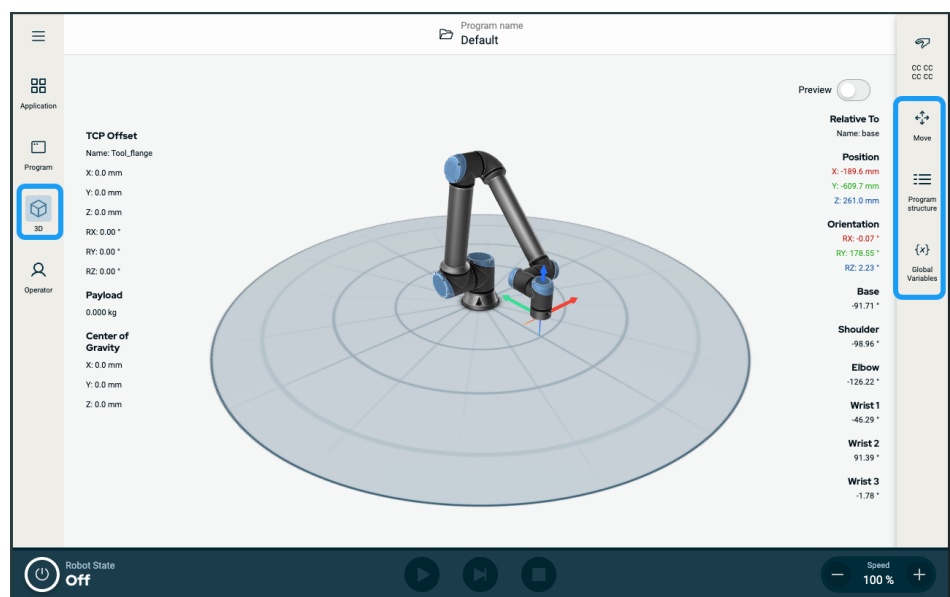 Program name
Default
Application
Program
3D
Operator
TCP Offset
Name: Tool_flange
X: 0.0 mm
Y: 0.0 mm
Z: 0.0 mm
RX: 0.00 °
RY: 0.00 °
RZ: 0.00 °
Payload
0.000 kg
Center of
Gravity
X: 0.0 mm
Y: 0.0 mm
Z: 0.0 mm
Preview
Relative To
Name: base
Position
X: -189.6 mm
Y: -609.7 mm
Z: 261.0 mm
Orientation
RX: -0.07 °
RY: 178.55 °
RZ: 2.23 °
Base
-91.71 °
Shoulder
-98.96 °
Elbow
-126.22 °
Wrist 1
-46.29 °
Wrist 2
91.39 °
Wrist 3
-1.78 °
CC CC
CC CC
Move
Program
structure
{x}
Global
Variables
Robot State
Off
Speed
100 %